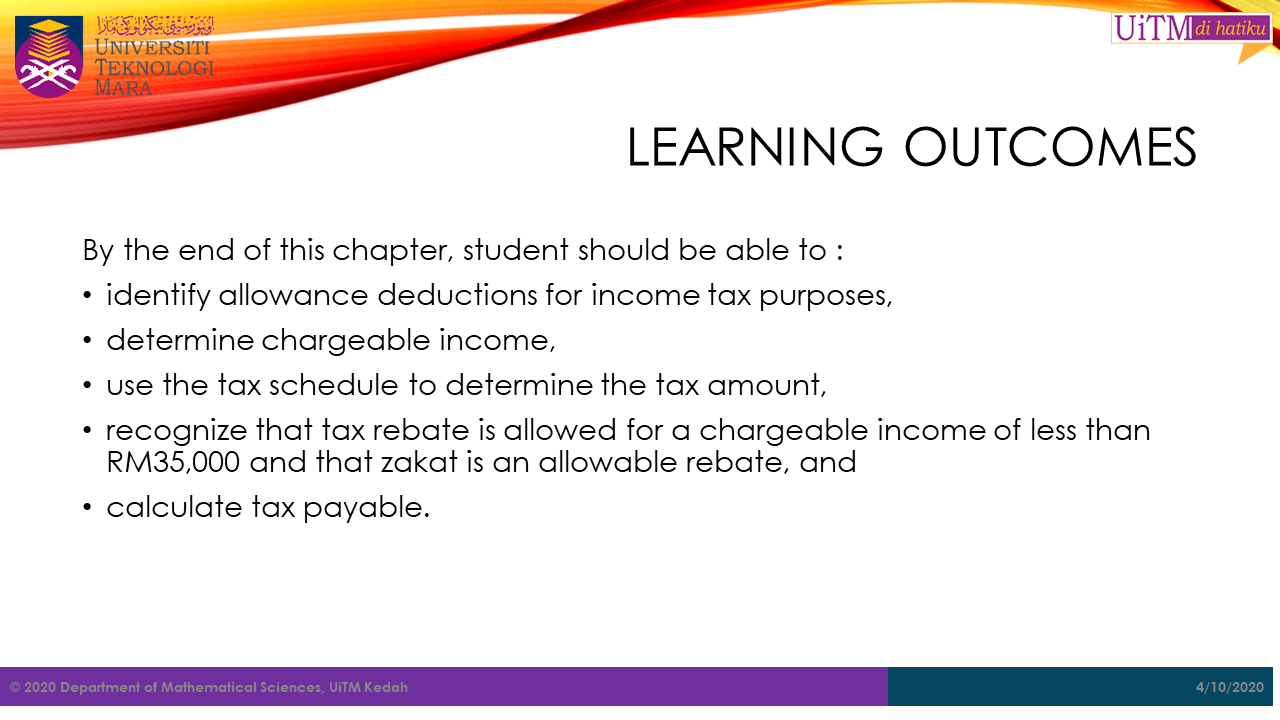 اونيۏرسيتي تيكنولوڬي مارا
UNIVERSITI
TEKNOLOGI
MARA
UiTM di hatiku
LEARNING OUTCOMES
By the end of this chapter, student should be able to :
• identify allowance deductions for income tax purposes,
• determine chargeable income,
• use the tax schedule to determine the tax amount,
• recognize that tax rebate is allowed for a chargeable income of less than
RM35,000 and that zakat is an allowable rebate, and
• calculate tax payable.
© 2020 Department of Mathematical Sciences, UiTM Kedah
4/10/2020